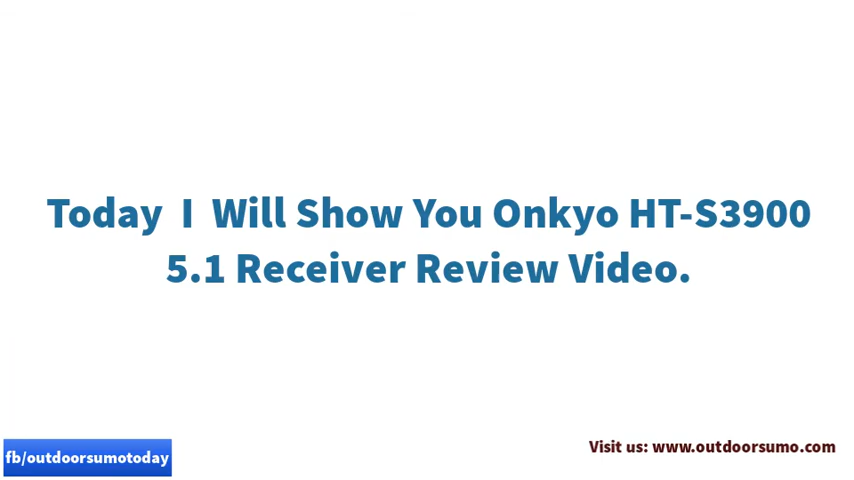 Today I Will Show You Onkyo HT-S3900
5.1 Receiver Review Video.
fb/outdoorsumotoday
Visit us: www.outdoorsumo.com